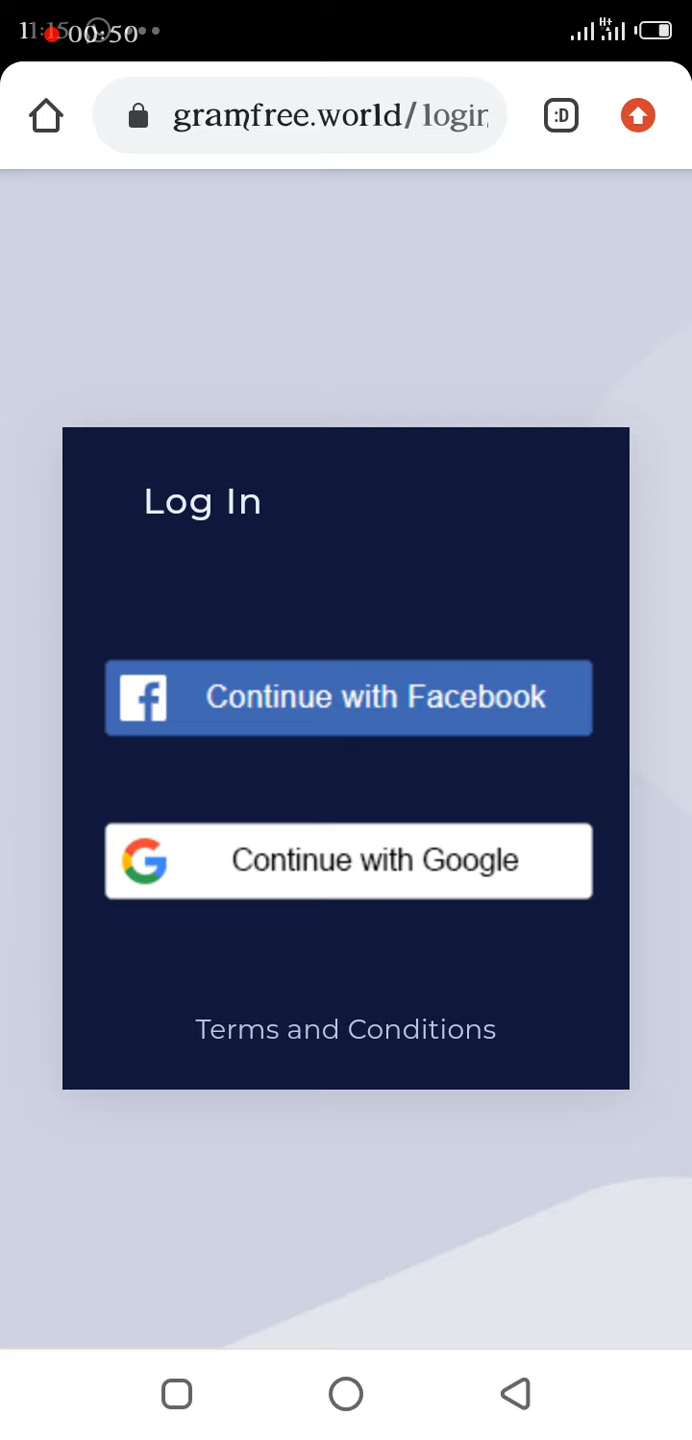 11:15 00:50
H+
gramfree.world/login
:D
Log In
Continue with Facebook
Continue with Google
Terms and Conditions